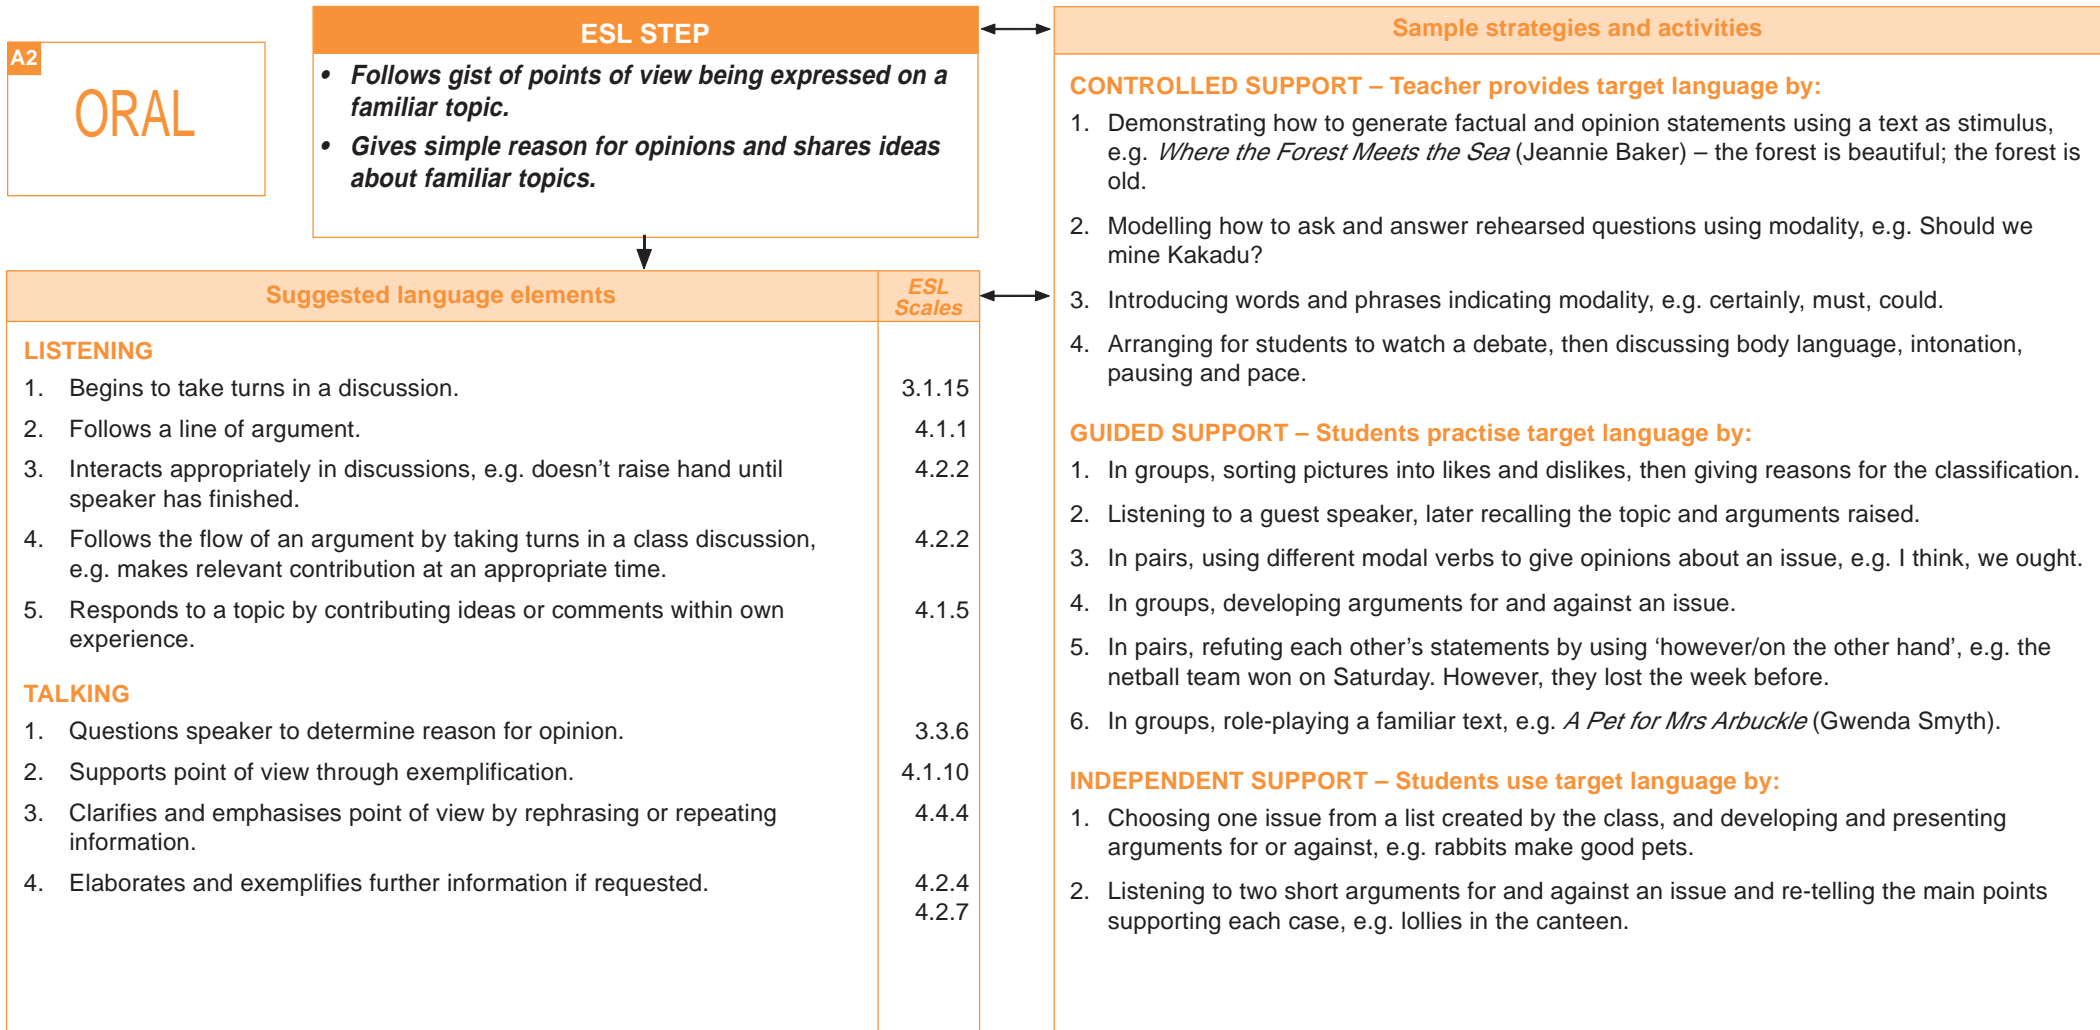 A2
ORAL
ESL STEP
• Follows gist of points of view being expressed on a
familiar topic.
• Gives simple reason for opinions and shares ideas
about familiar topics.
Suggested language elements
ESL
Scales
LISTENING
1. Begins to take turns in a discussion. 3.1.15
2. Follows a line of argument. 4.1.1
3. Interacts appropriately in discussions, e.g. doesn’t raise hand until 4.2.2
speaker has finished.
4. Follows the flow of an argument by taking turns in a class discussion, 4.2.2
e.g. makes relevant contribution at an appropriate time.
5. Responds to a topic by contributing ideas or comments within own 4.1.5
experience.
TALKING
1. Questions speaker to determine reason for opinion. 3.3.6
2. Supports point of view through exemplification. 4.1.10
3. Clarifies and emphasises point of view by rephrasing or repeating 4.4.4
information.
4. Elaborates and exemplifies further information if requested. 4.2.4
4.2.7
Sample strategies and activities
CONTROLLED SUPPORT – Teacher provides target language by:
1. Demonstrating how to generate factual and opinion statements using a text as stimulus,
e.g. Where the Forest Meets the Sea (Jeannie Baker) – the forest is beautiful; the forest is
old.
2. Modelling how to ask and answer rehearsed questions using modality, e.g. Should we
mine Kakadu?
3. Introducing words and phrases indicating modality, e.g. certainly, must, could.
4. Arranging for students to watch a debate, then discussing body language, intonation,
pausing and pace.
GUIDED SUPPORT – Students practise target language by:
1. In groups, sorting pictures into likes and dislikes, then giving reasons for the classification.
2. Listening to a guest speaker, later recalling the topic and arguments raised.
3. In pairs, using different modal verbs to give opinions about an issue, e.g. I think, we ought.
4. In groups, developing arguments for and against an issue.
5. In pairs, refuting each other’s statements by using ‘however/on the other hand’, e.g. the
netball team won on Saturday. However, they lost the week before.
6. In groups, role-playing a familiar text, e.g. A Pet for Mrs Arbuckle (Gwenda Smyth).
INDEPENDENT SUPPORT – Students use target language by:
1. Choosing one issue from a list created by the class, and developing and presenting
arguments for or against, e.g. rabbits make good pets.
2. Listening to two short arguments for and against an issue and re-telling the main points
supporting each case, e.g. lollies in the canteen.